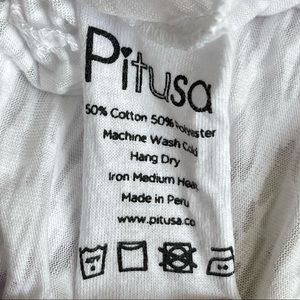 Pitusa
50% Cotton 50% Polyester
Machine Wash Cold
Hang Dry
Iron Medium Heat
Made in Peru
www.pitusa.co